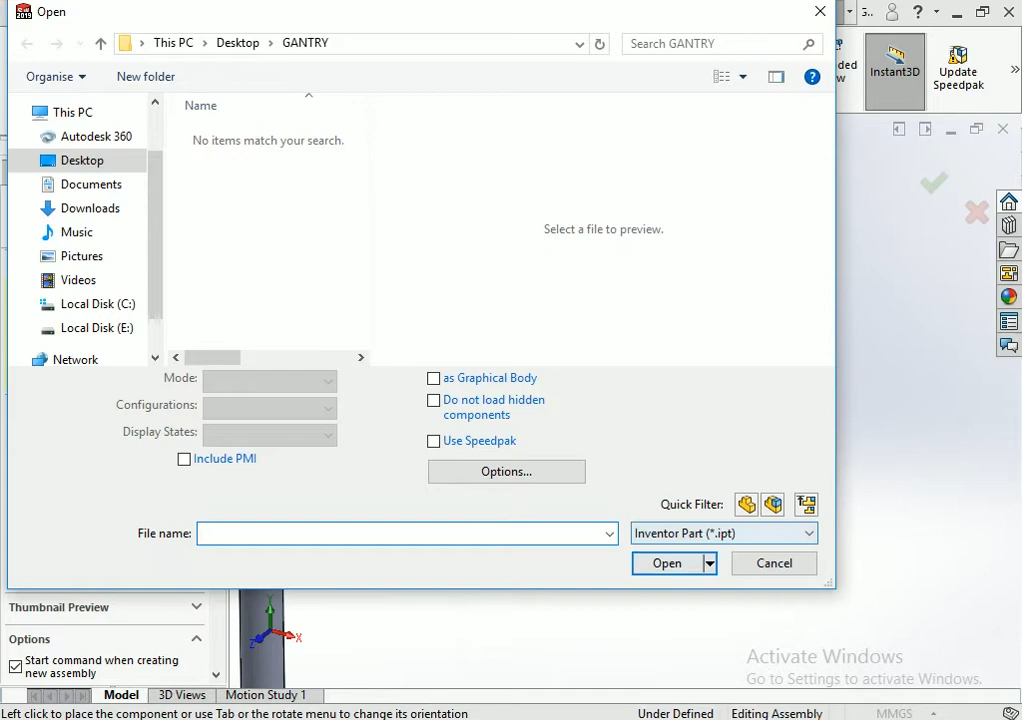 Open
This PC > Desktop > GANTRY
Search GANTRY
Organise
New folder
Instant3D
Update
Speedpak
Name
No items match your search.
Select a file to preview.
This PC
Autodesk 360
Desktop
Documents
Downloads
Music
Pictures
Videos
Local Disk (C:)
Local Disk (E:)
Network
Mode:
Configurations:
Display States:
Include PMI
as Graphical Body
Do not load hidden
components
Use Speedpak
Options...
Quick Filter:
File name:
Inventor Part (*.ipt)
Open
Cancel
Thumbnail Preview
Options
Start command when creating
new assembly
Activate Windows
Go to Settings to activate Windows.
Model
3D Views
Motion Study 1
Left click to place the component or use Tab or the rotate menu to change its orientation
Under Defined
Editing Assembly
MMGS